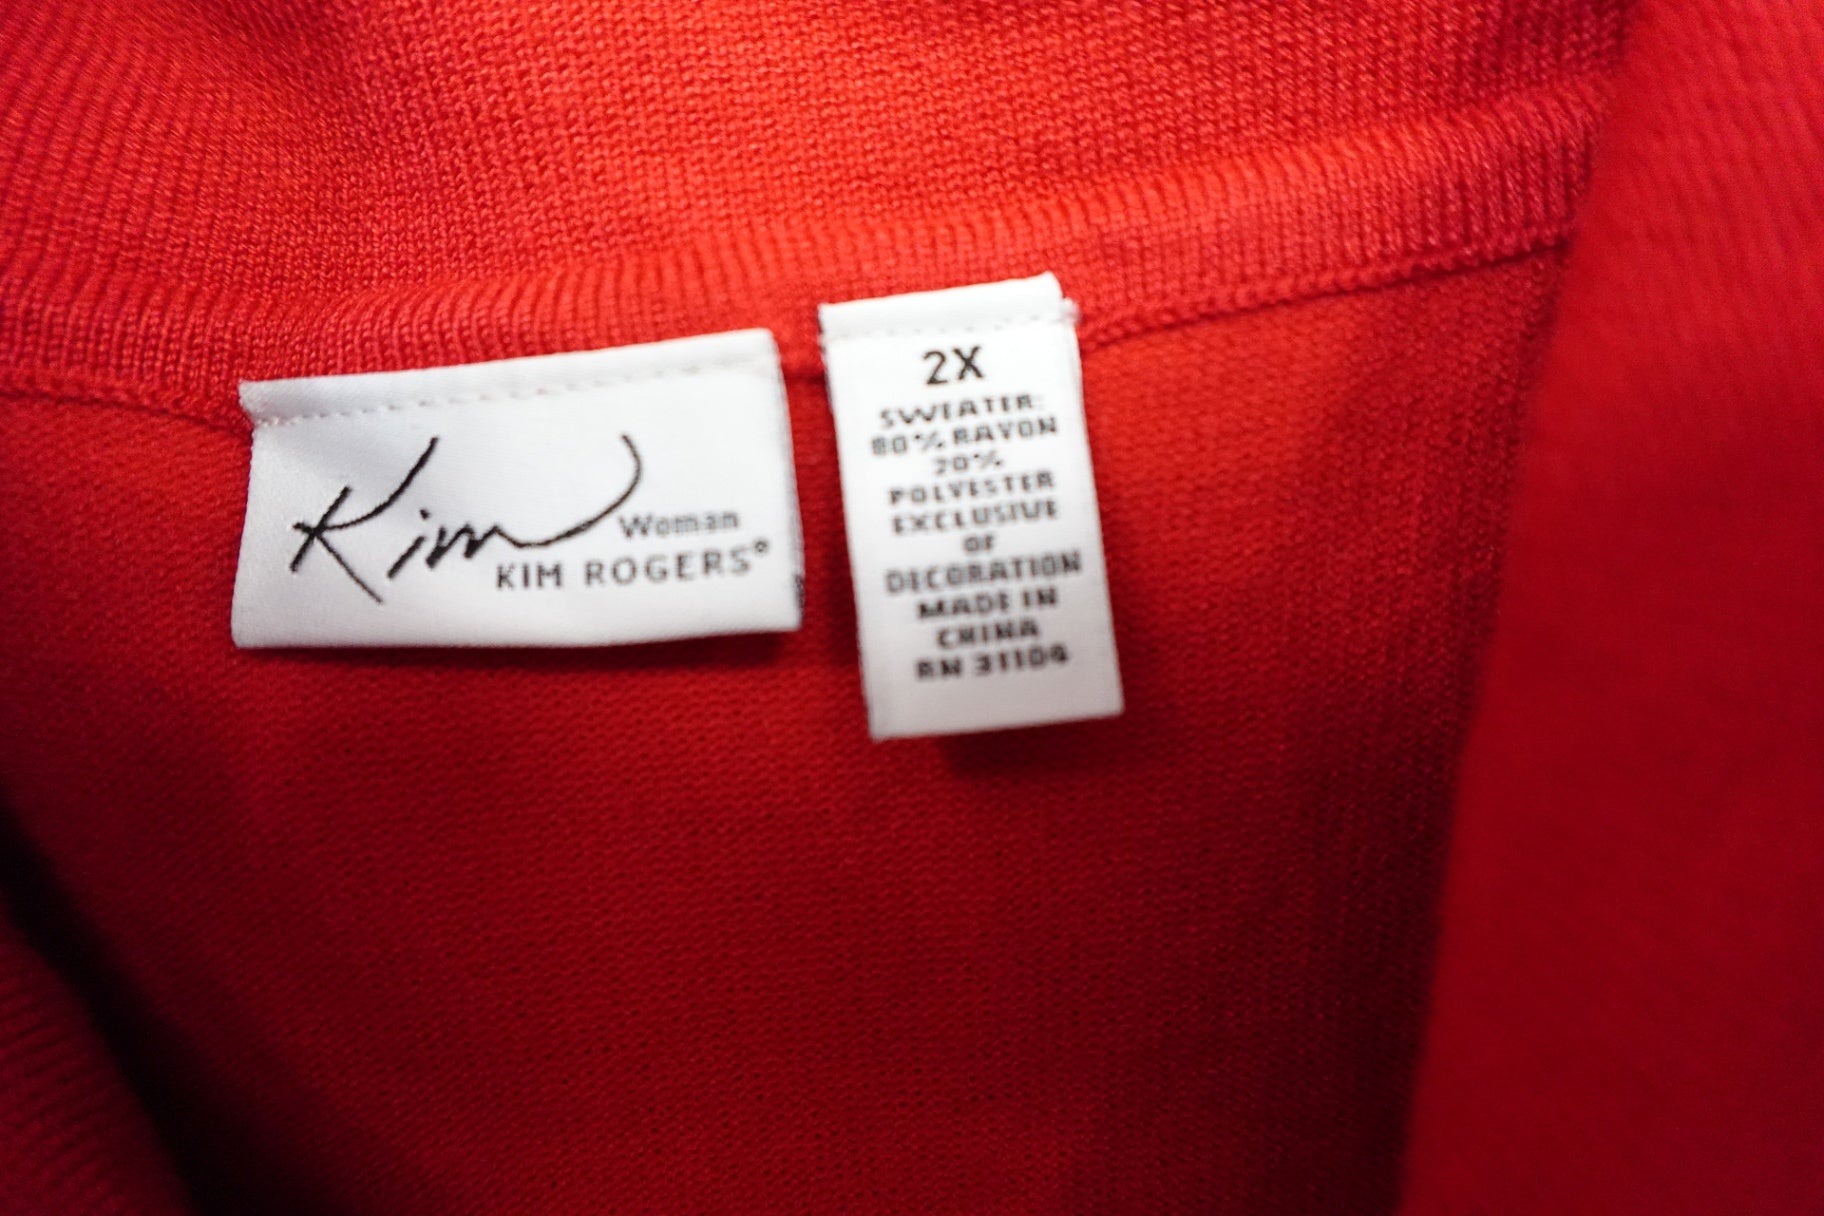 Kim Woman
KIM ROGERS®
2X
SWEATER:
80% RAYON
20%
POLYESTER
EXCLUSIVE
OF
DECORATION
MADE IN
CHINA
RN 31104